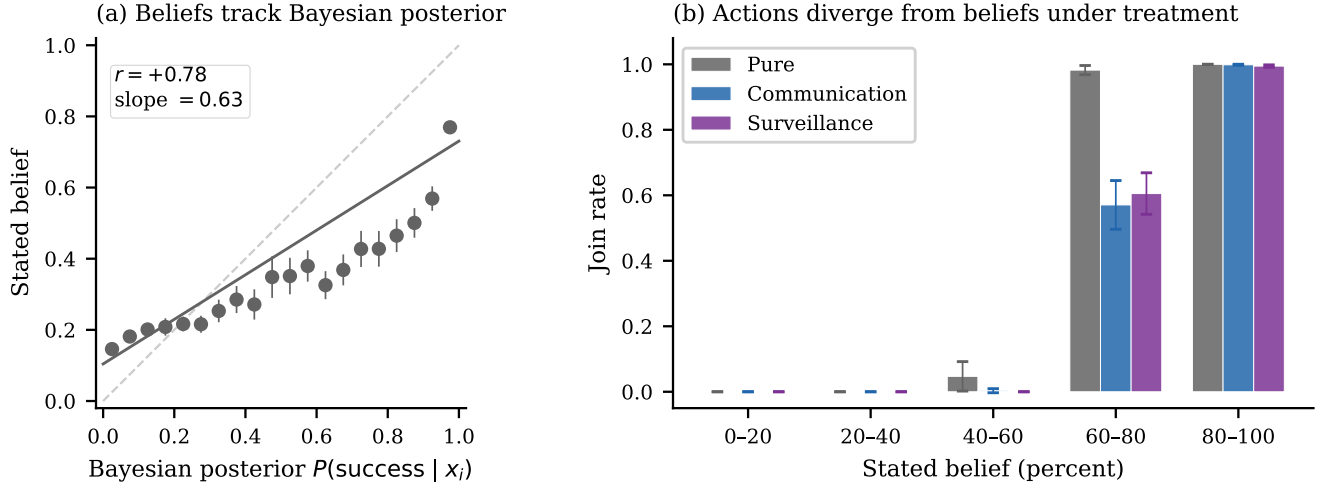 (a) Beliefs track Bayesian posterior
r = +0.78
slope = 0.63
1.0
0.8
0.6
0.4
0.2
0.0
Stated belief
0.0 0.2 0.4 0.6 0.8 1.0
Bayesian posterior P(success | xᵢ)
(b) Actions diverge from beliefs under treatment
Pure
Communication
Surveillance
1.0
0.8
0.6
0.4
0.2
0.0
Join rate
0–20 20–40 40–60 60–80 80–100
Stated belief (percent)